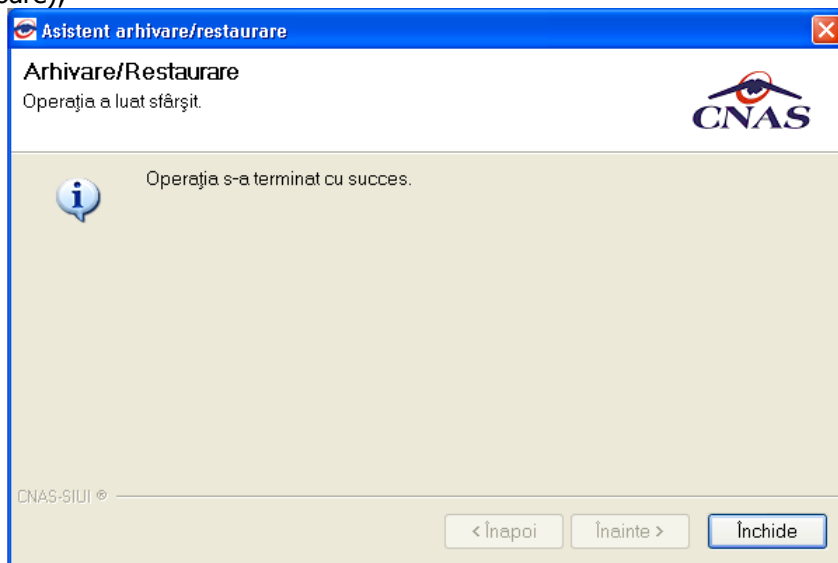 Asistent arhivare/restaurare
Arhivare/Restaurare
Operaţia a luat sfârşit.
CNAS
Operaţia s-a terminat cu succes.
CNAS-SIUI ®
< Înapoi
Înainte >
Închide